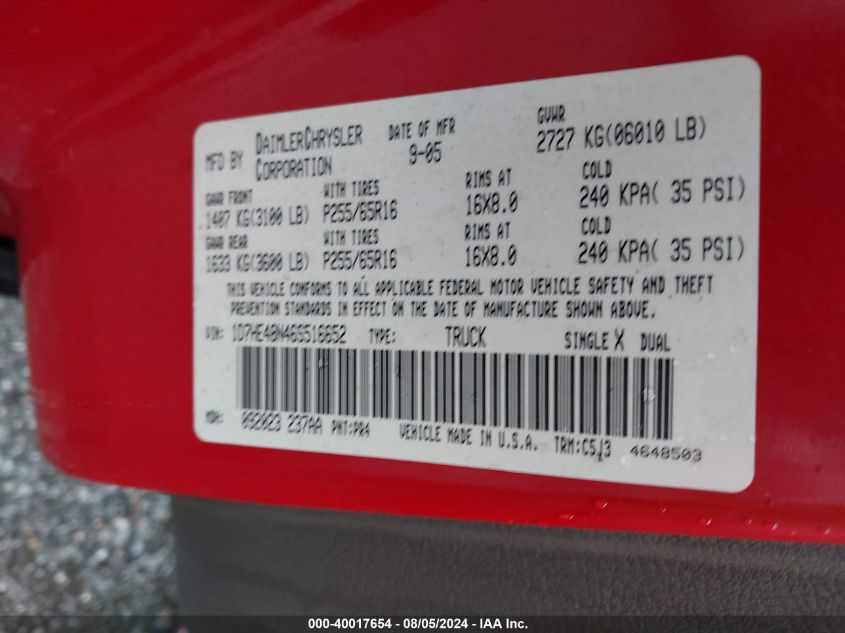 MFD BY DAIMLERCHRYSLER CORPORATION DATE OF MFR 9-05 GVWR 2727 KG(06010 LB)
GAWR FRONT WITH TIRES RIMS AT COLD
1407 KG(3100 LB) P255/65R16 16X8.0 240 KPA( 35 PSI)
GAWR REAR WITH TIRES RIMS AT COLD
1633 KG(3600 LB) P255/65R16 16X8.0 240 KPA( 35 PSI)
THIS VEHICLE CONFORMS TO ALL APPLICABLE FEDERAL MOTOR VEHICLE SAFETY AND THEFT
PREVENTION STANDARDS IN EFFECT ON THE DATE OF MANUFACTURE SHOWN ABOVE.
VIN: 1D7HE48N46S516652 TYPE: TRUCK SINGLE X DUAL
MDH: 092023 237AA PNT:PR4 VEHICLE MADE IN U.S.A. TRM:C5J3 4648503
000-40017654 - 08/05/2024 - IAA Inc.